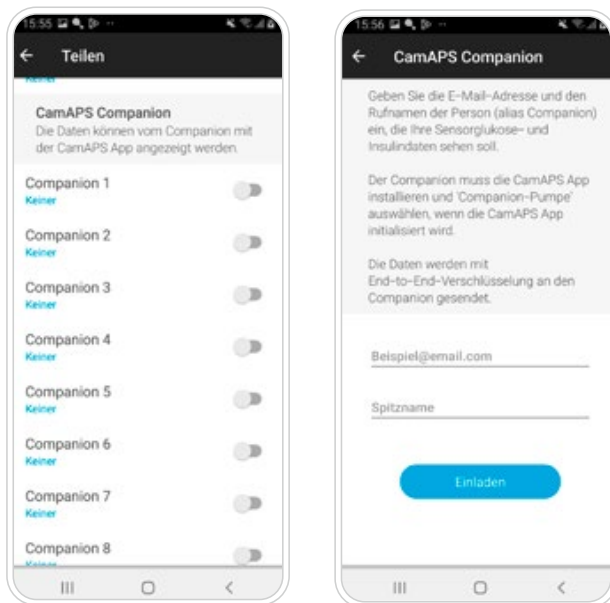 15:55
Teilen
CamAPS Companion
Die Daten können vom Companion mit
der CamAPS App angezeigt werden.
Companion 1
Keiner
Companion 2
Keiner
Companion 3
Keiner
Companion 4
Keiner
Companion 5
Keiner
Companion 6
Keiner
Companion 7
Keiner
Companion 8
15:56
CamAPS Companion
Geben Sie die E-Mail-Adresse und den
Rufnamen der Person (alias Companion)
ein, die Ihre Sensorglukose- und
Insulindaten sehen soll.
Der Companion muss die CamAPS App
installieren und 'Companion-Pumpe'
auswählen, wenn die CamAPS App
initialisiert wird.
Die Daten werden mit
End-to-End-Verschlüsselung an den
Companion gesendet.
Beispiel@email.com
Spitzname
Einladen